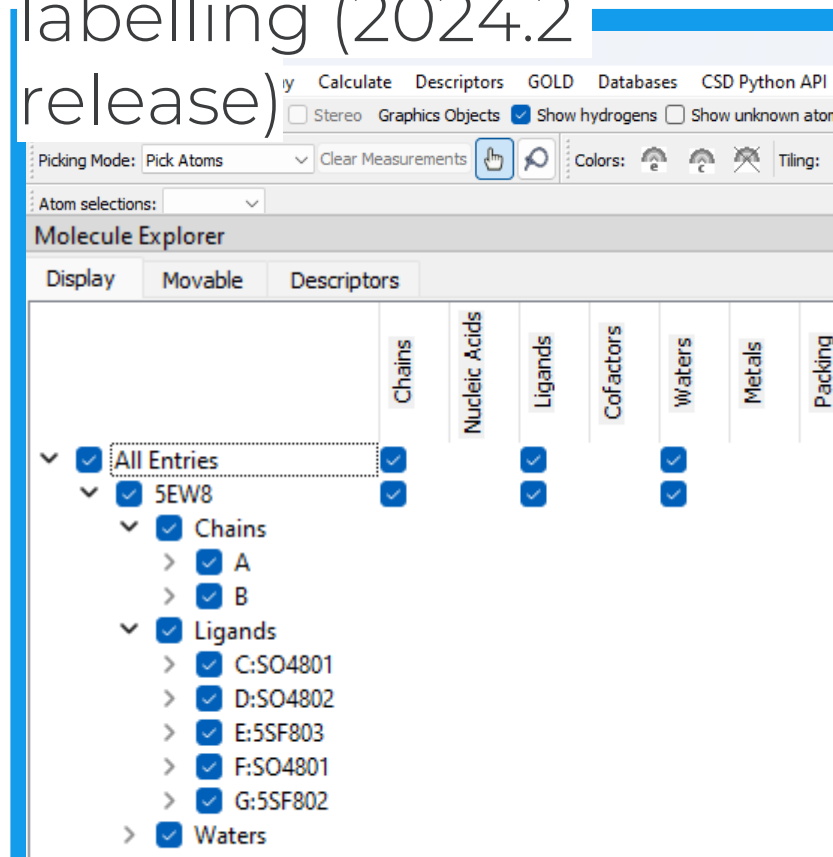 labelling (2024.2
release)
Calculate Descriptors GOLD Databases CSD Python API
Stereo Graphics Objects Show hydrogens Show unknown
Picking Mode: Pick Atoms Clear Measurements Colors: e c Tiling:
Atom selections:
Molecule Explorer
Display Movable Descriptors
Chains
Nucleic Acids
Ligands
Cofactors
Waters
Metals
Packing
All Entries
5EW8
Chains
A
B
Ligands
C:SO4801
D:SO4802
E:5SF803
F:SO4801
G:5SF802
Waters